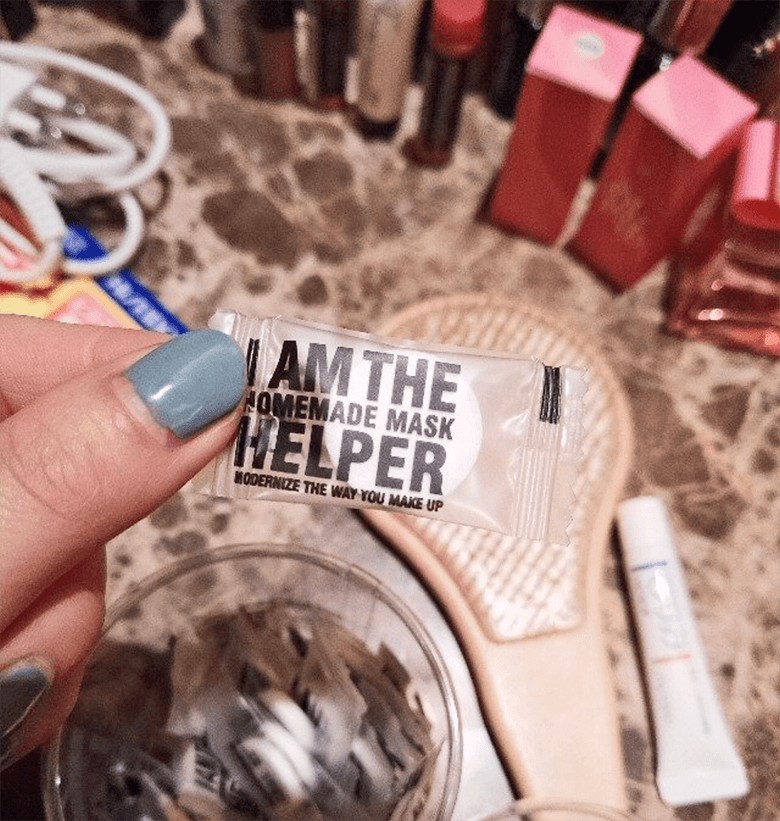 I AM THE
HOMEMADE MASK
HELPER
MODERNIZE THE WAY YOU MAKE UP